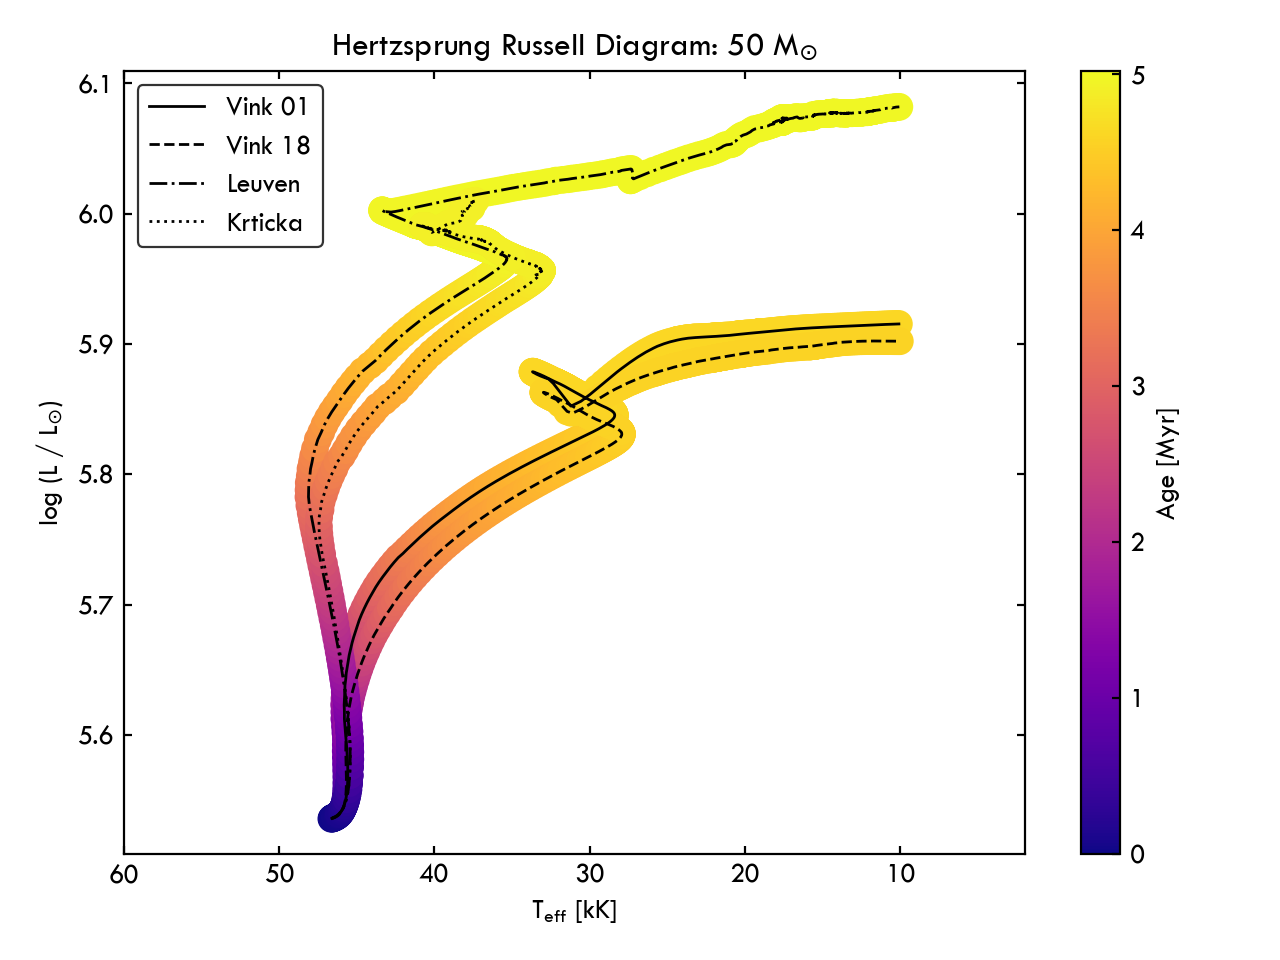 Hertzsprung Russell Diagram: 50 M⊙
6.1
6.0
5.9
5.8
5.7
5.6
log (L / L⊙)
Vink 01
Vink 18
Leuven
Krticka
60
50
40
30
20
10
T_eff [kK]
5
4
3
2
1
0
Age [Myr]